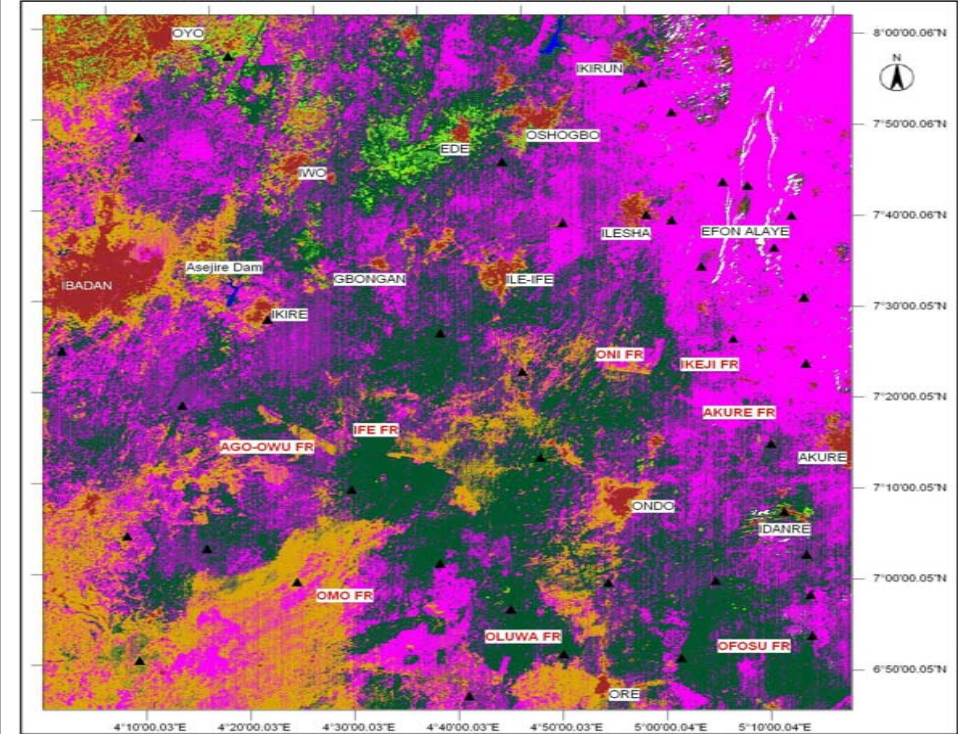 OYO
8°00'00.06"N
N
IKIRUN
7°50'00.06"N
OSHOGBO
EDE
IWO
7°40'00.06"N
ILESHA
EFON ALAYE
Asejire Dam
GBONGAN
ILE-IFE
IBADAN
7°30'00.05"N
IKIRE
ONI FR
IKEJI FR
7°20'00.05"N
AKURE FR
IFE FR
AGO-OWU FR
AKURE
7°10'00.05"N
ONDO
IDANRE
7°00'00.05"N
OMO FR
OLUWA FR
OFOSU FR
6°50'00.05"N
ORE
4°10'00.03"E 4°20'00.03"E 4°30'00.03"E 4°40'00.03"E 4°50'00.03"E 5°00'00.04"E 5°10'00.04"E